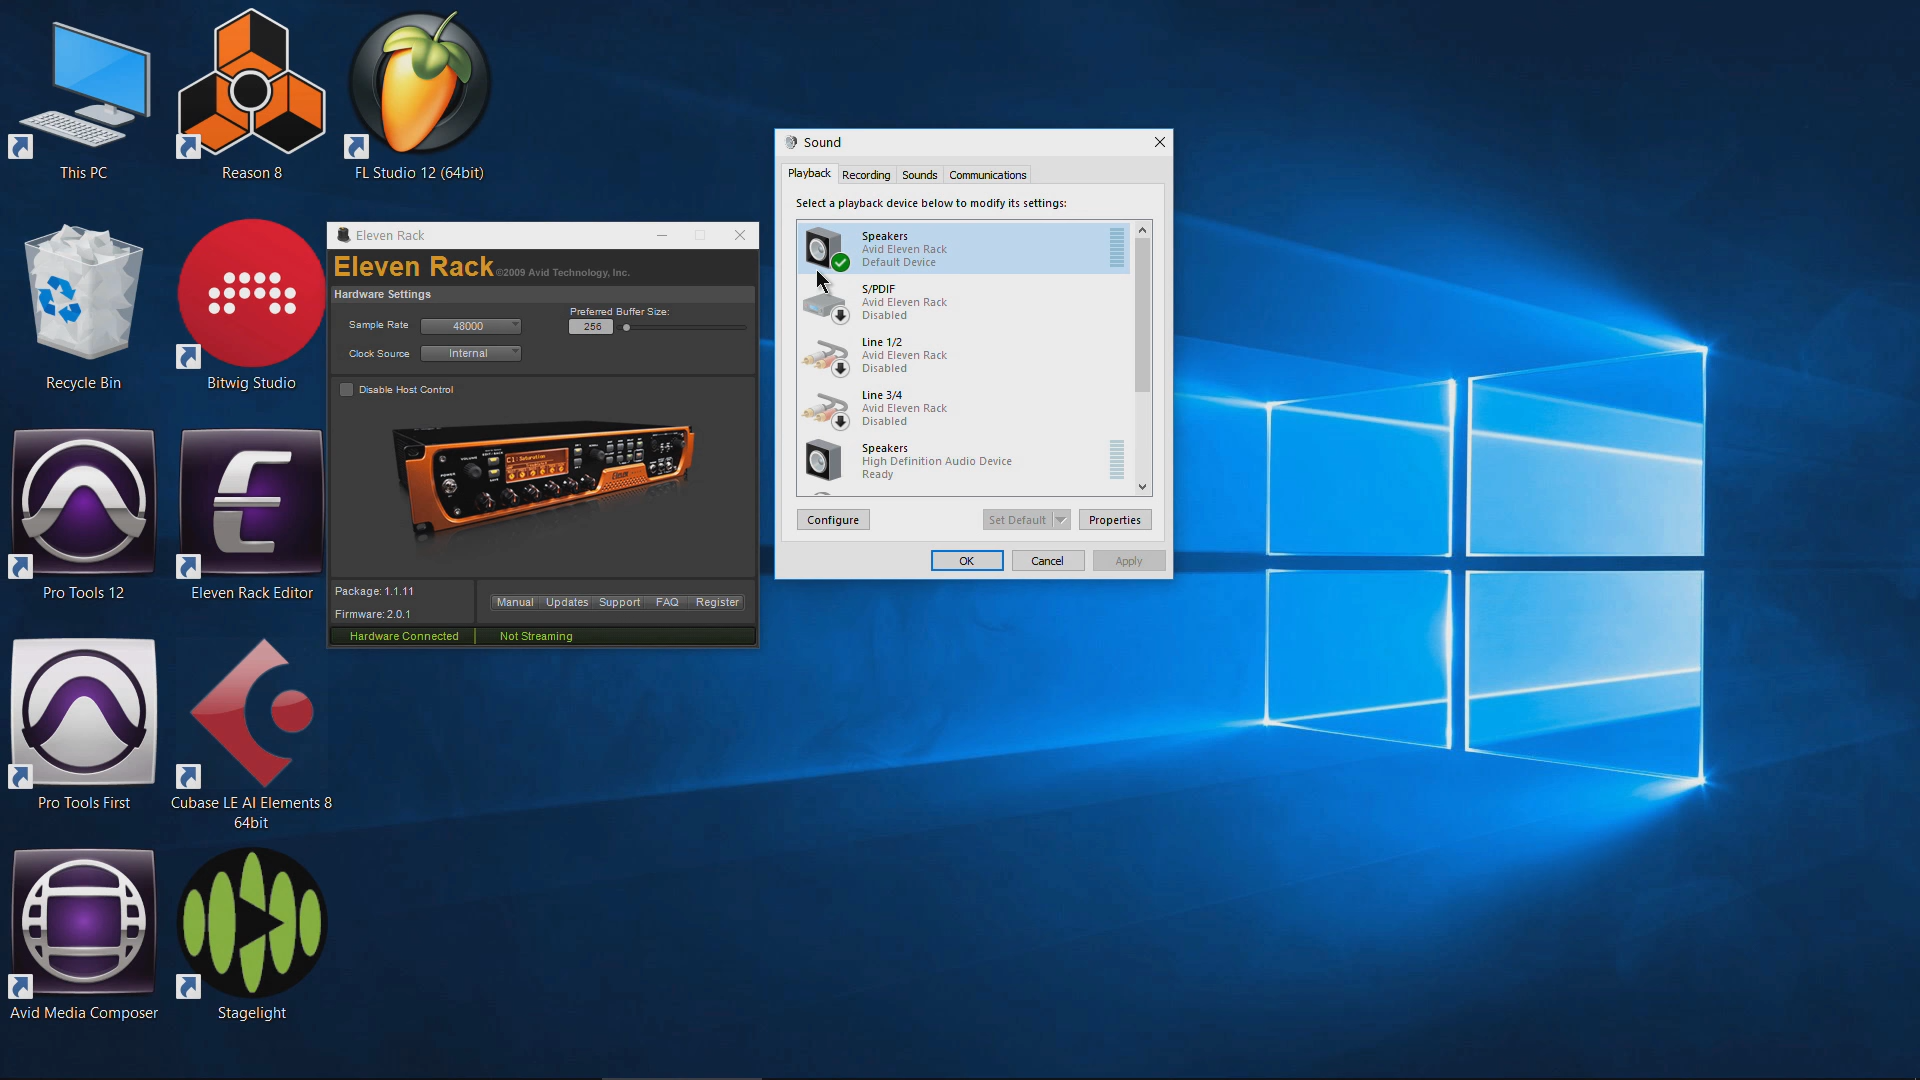 This PC
Reason 8
FL Studio 12 (64bit)
Recycle Bin
Bitwig Studio
Pro Tools 12
Eleven Rack Editor
Pro Tools First
Cubase LE AI Elements 8
64bit
Avid Media Composer
Stagelight
Eleven Rack
Eleven Rack ©2009 Avid Technology, Inc.
Hardware Settings
Sample Rate 48000
Preferred Buffer Size:
256
Clock Source Internal
Disable Host Control
C1: Saturation
Package: 1.1.11
Firmware: 2.0.1
Manual Updates Support FAQ Register
Hardware Connected Not Streaming
Sound
Playback Recording Sounds Communications
Select a playback device below to modify its settings:
Speakers
Avid Eleven Rack
Default Device
S/PDIF
Avid Eleven Rack
Disabled
Line 1/2
Avid Eleven Rack
Disabled
Line 3/4
Avid Eleven Rack
Disabled
Speakers
High Definition Audio Device
Ready
Configure Set Default Properties
OK Cancel Apply